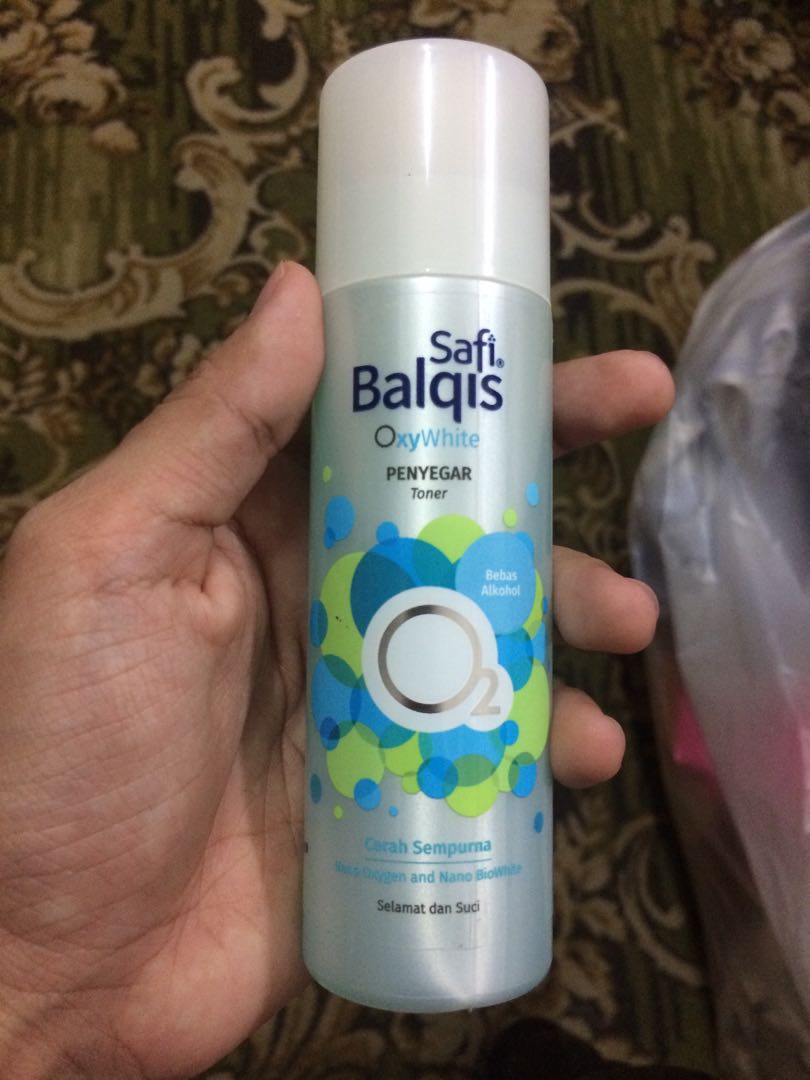 Safi®
Balqis
OxyWhite
PENYEGAR
Toner
Bebas
Alkohol
O2
Cerah Sempurna
Nano Oxygen and Nano BioWhite
Selamat dan Suci